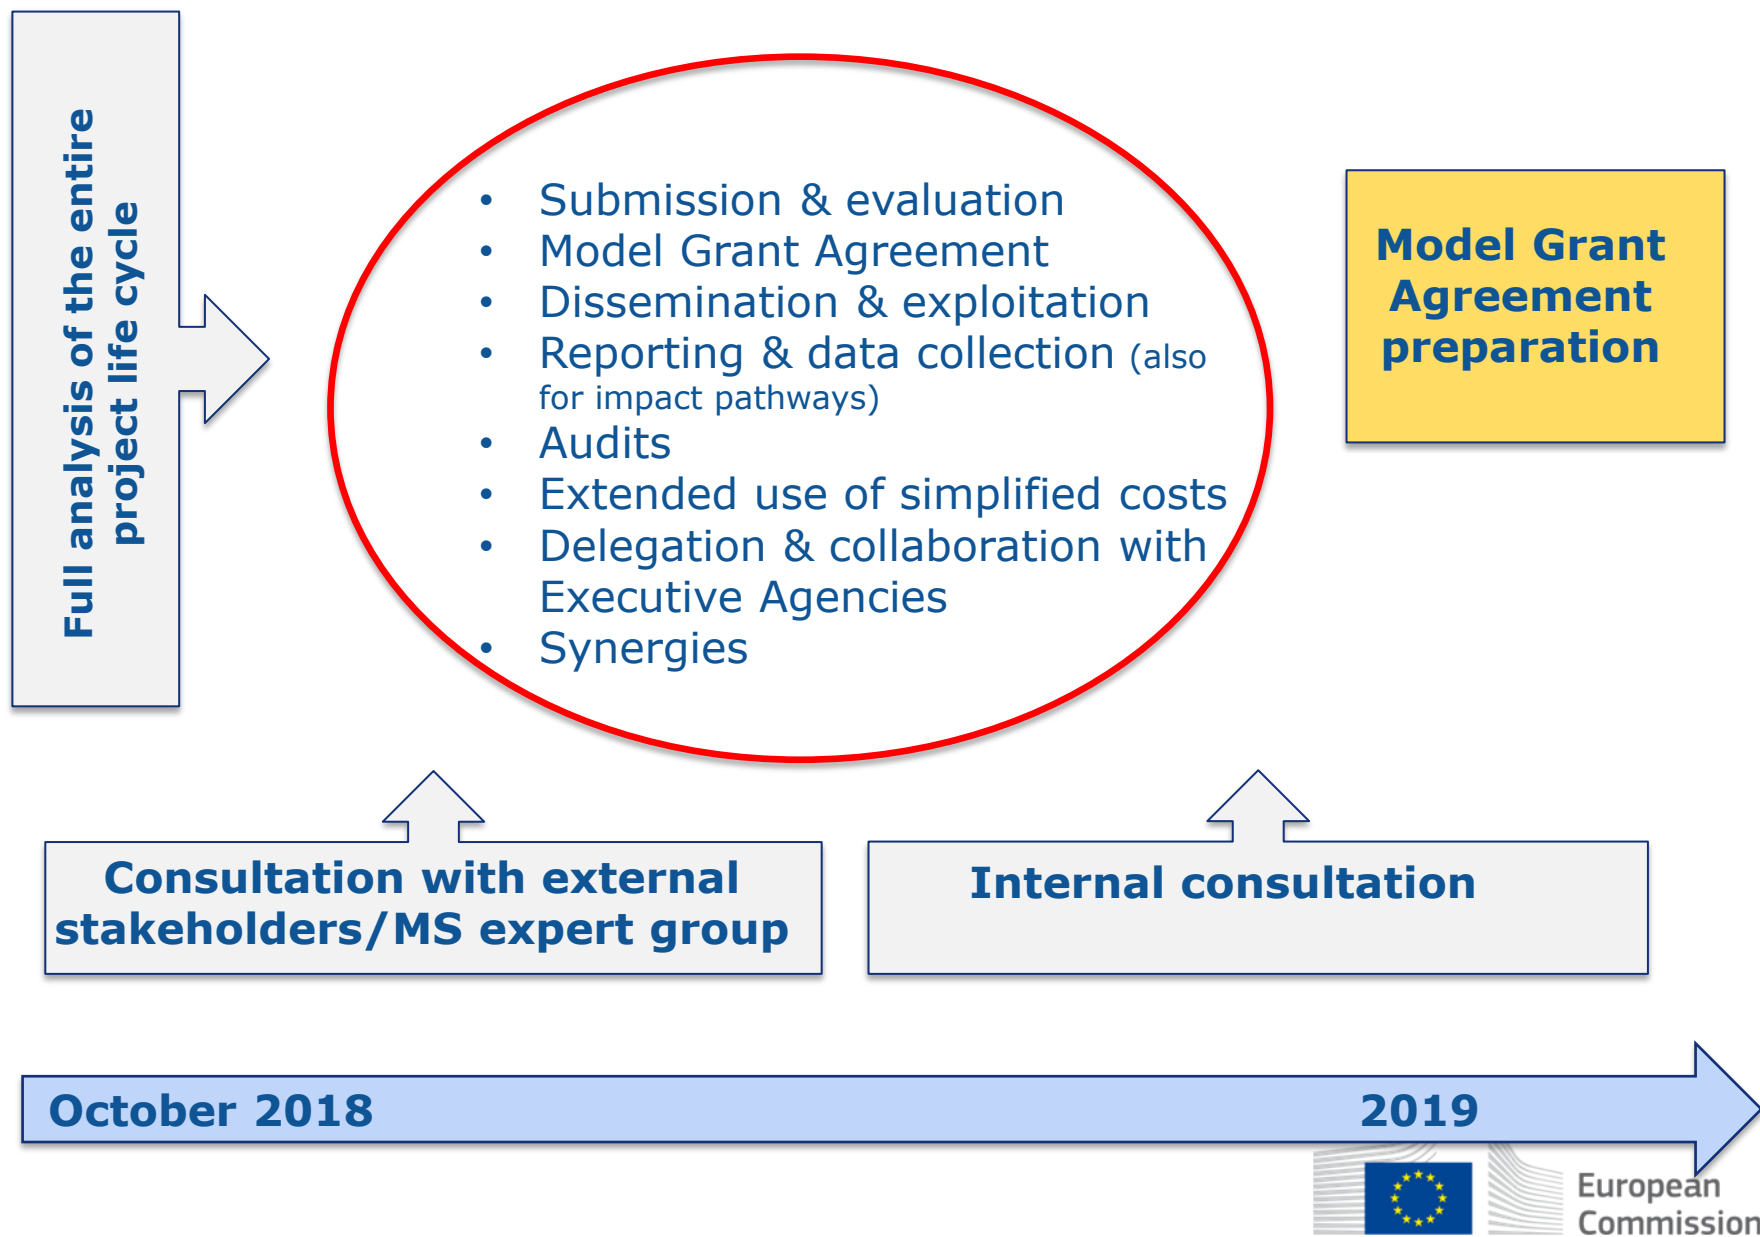 Full analysis of the entire
project life cycle
• Submission & evaluation
• Model Grant Agreement
• Dissemination & exploitation
• Reporting & data collection (also
for impact pathways)
• Audits
• Extended use of simplified costs
• Delegation & collaboration with
Executive Agencies
• Synergies
Model Grant
Agreement
preparation
Consultation with external
stakeholders/MS expert group
Internal consultation
October 2018
2019
European
Commission